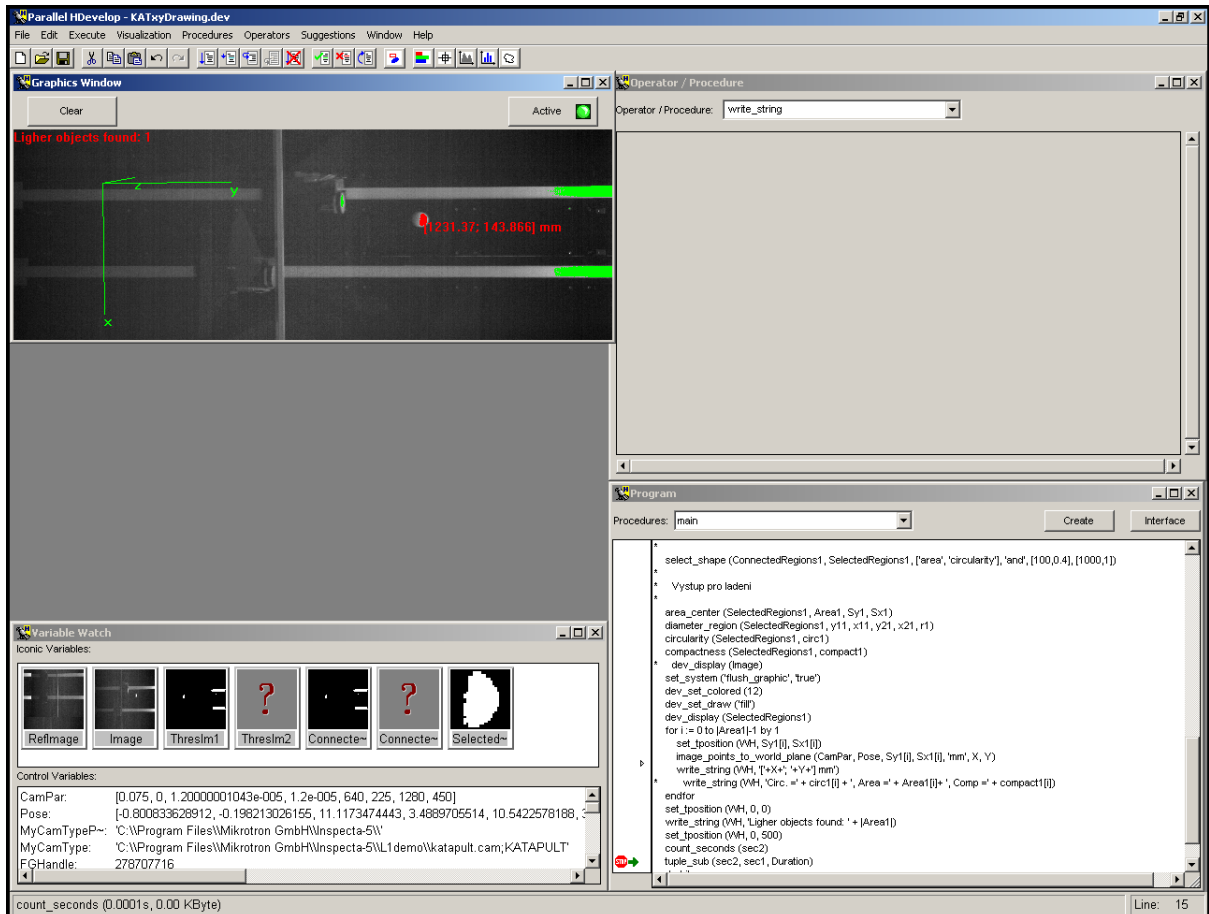 Parallel HDevelop - KATxyDrawing.dev
File Edit Execute Visualization Procedures Operators Suggestions Window Help
Graphics Window
Clear
Active
Ligher objects found: 1
z
y
[1231.37; 143.866] mm
x
Operator / Procedure
Operator / Procedure: write_string
Program
Procedures: main
Create
Interface
*
select_shape (ConnectedRegions1, SelectedRegions1, ['area', 'circularity'], 'and', [100,0.4], [1000,1])
*
* Vystup pro ladeni
*
area_center (SelectedRegions1, Area1, Sy1, Sx1)
diameter_region (SelectedRegions1, y11, x11, y21, x21, r1)
circularity (SelectedRegions1, circ1)
compactness (SelectedRegions1, compact1)
* dev_display (Image)
set_system ('flush_graphic', 'true')
dev_set_colored (12)
dev_set_draw ('fill')
dev_display (SelectedRegions1)
for i := 0 to |Area1|-1 by 1
set_tposition (WH, Sy1[i], Sx1[i])
image_points_to_world_plane (CamPar, Pose, Sy1[i], Sx1[i], 'mm', X, Y)
write_string (WH, '['+X+'; '+Y+'] mm')
* write_string (WH, 'Circ. =' + circ1[i] + ', Area =' + Area1[i]+ ', Comp =' + compact1[i])
endfor
set_tposition (WH, 0, 0)
write_string (WH, 'Ligher objects found: ' + |Area1|)
set_tposition (WH, 0, 500)
count_seconds (sec2)
STOP tuple_sub (sec2, sec1, Duration)
Variable Watch
Iconic Variables:
RefImage Image ThresIm1 ThresIm2 Connecte~ Connecte~ Selected~
Control Variables:
CamPar: [0.075, 0, 1.20000001043e-005, 1.2e-005, 640, 225, 1280, 450]
Pose: [-0.800833628912, -0.198213026155, 11.1173474443, 3.4889705514, 10.5422578188,
MyCamTypeP~: 'C:\\Program Files\\Mikrotron GmbH\\Inspecta-5\\'
MyCamType: 'C:\\Program Files\\Mikrotron GmbH\\Inspecta-5\\L1demo\\katapult.cam;KATAPULT'
FGHandle: 278707716
count_seconds (0.0001s, 0.00 KByte)
Line: 15